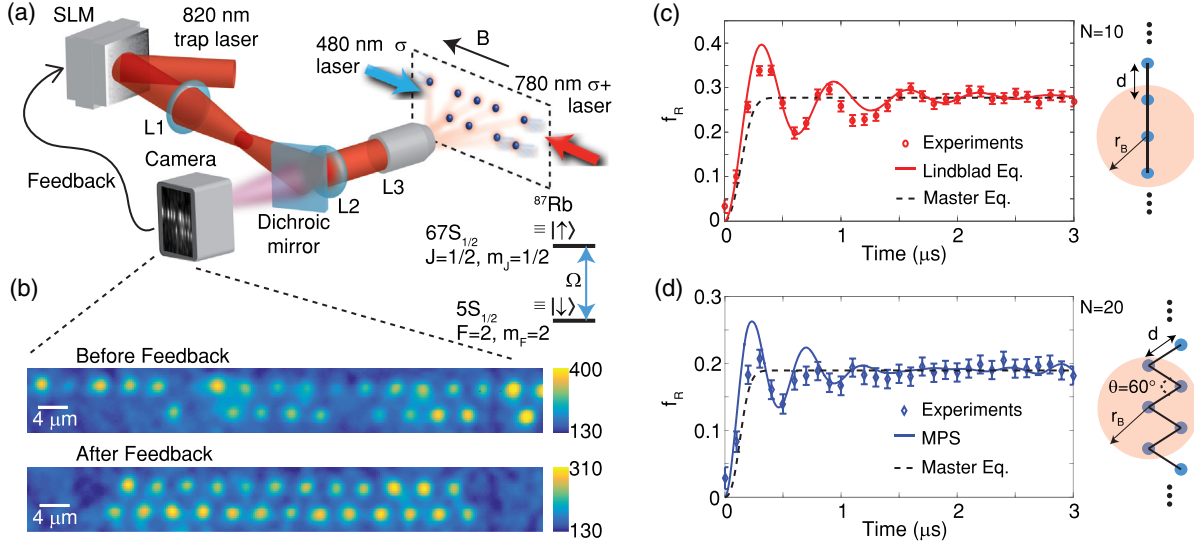 (a)
SLM
820 nm
trap laser
480 nm σ
laser
B
780 nm σ+
laser
L1
Camera
Feedback
L2
L3
Dichroic
mirror
⁸⁷Rb
67S₁/₂ ≡ |↑⟩
J=1/2, mJ=1/2
Ω
5S₁/₂ ≡ |↓⟩
F=2, mF=2
(b)
Before Feedback
4 μm
400
130
After Feedback
4 μm
310
130
(c)
N=10
fR
0.4
0.3
0.2
0.1
0
Experiments
Lindblad Eq.
Master Eq.
0 1 2 3
Time (μs)
d
rB
(d)
N=20
fR
0.3
0.2
0.1
0
Experiments
MPS
Master Eq.
0 1 2 3
Time (μs)
d
θ=60°
rB